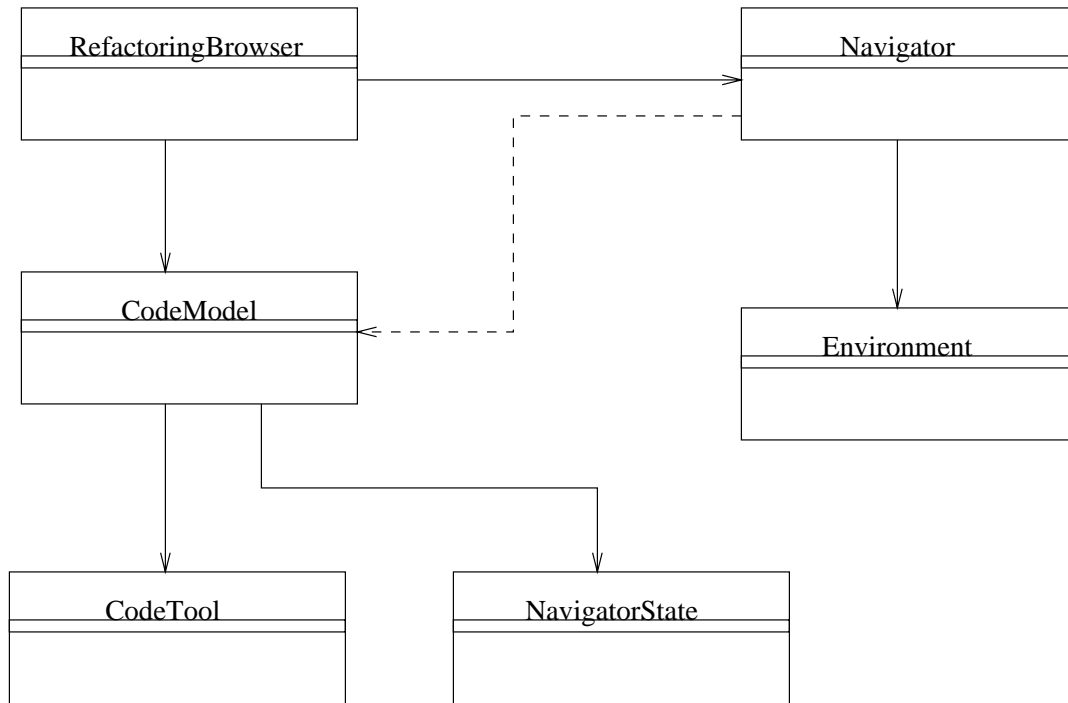 RefactoringBrowser
Navigator
CodeModel
Environment
CodeTool
NavigatorState